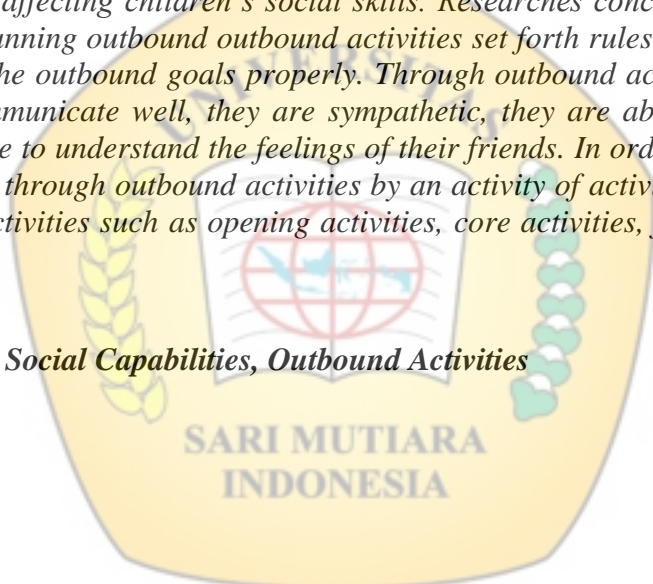 affecting children's social skills. Researches conc
unning outbound outbound activities set forth rules
he outbound goals properly. Through outbound ac
nmunicate well, they are sympathetic, they are ab
e to understand the feelings of their friends. In ord
through outbound activities by an activity of activ
ctivities such as opening activities, core activities,
Social Capabilities, Outbound Activities
UNIVERSITAS
SARI MUTIARA
INDONESIA